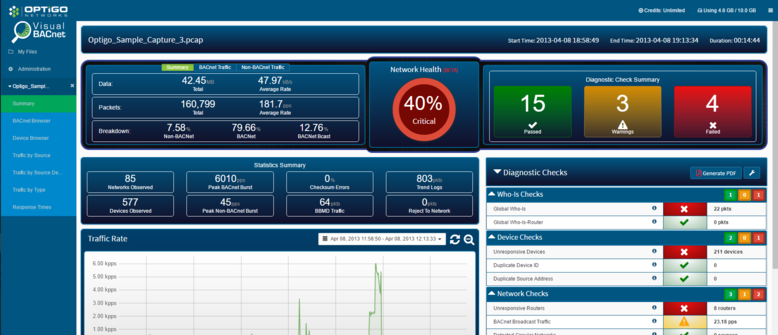 OPTIGO
NETWORKS
Visual
BACnet
My Files
Administration
Optigo_Sampl...
Summary
BACnet Browser
Device Browser
Traffic by Source
Traffic by Source De...
Traffic by Type
Response Times
Credits: Unlimited
Using 4.8 GB / 10.0 GB
Optigo_Sample_Capture_3.pcap
Start Time: 2013-04-08 18:58:49 End Time: 2013-04-08 19:13:34 Duration: 00:14:44
Summary BACnet Traffic Non-BACnet Traffic
Data: 42.45 MB 47.97
Total Average Rate
Packets: 160,799 181.7 pps
Total Average Rate
Breakdown: 7.58% 79.66% 12.76%
Non-BACnet BACnet BACnet Bcast
Network Health
40%
Critical
Diagnostic Check Summary
15 3 4
Passed Warnings Failed
Statistics Summary
85 6010 pps 0% 803 pkts
Networks Observed Peak BACnet Burst Checksum Errors Trend Logs
577 45 pps 64 pkts 0 pkts
Devices Observed Peak Non-BACnet Burst BBMD Traffic Reject To Network
Traffic Rate
Apr 08, 2013 11:58:50 - Apr 08, 2013 12:13:33
6.00 kpps
5.00 kpps
4.00 kpps
3.00 kpps
2.00 kpps
1.00 kpps
Diagnostic Checks
Generate PDF
Who-Is Checks 1 0 1
Global Who-Is 22 pkts
Global Who-Is-Router 0 pkts
Device Checks 2 0 1
Unresponsive Devices 211 devices
Duplicate Device ID 0
Duplicate Source Address 0
Network Checks 3 1 2
Unresponsive Routers 8 routers
BACnet Broadcast Traffic 23.18 pps